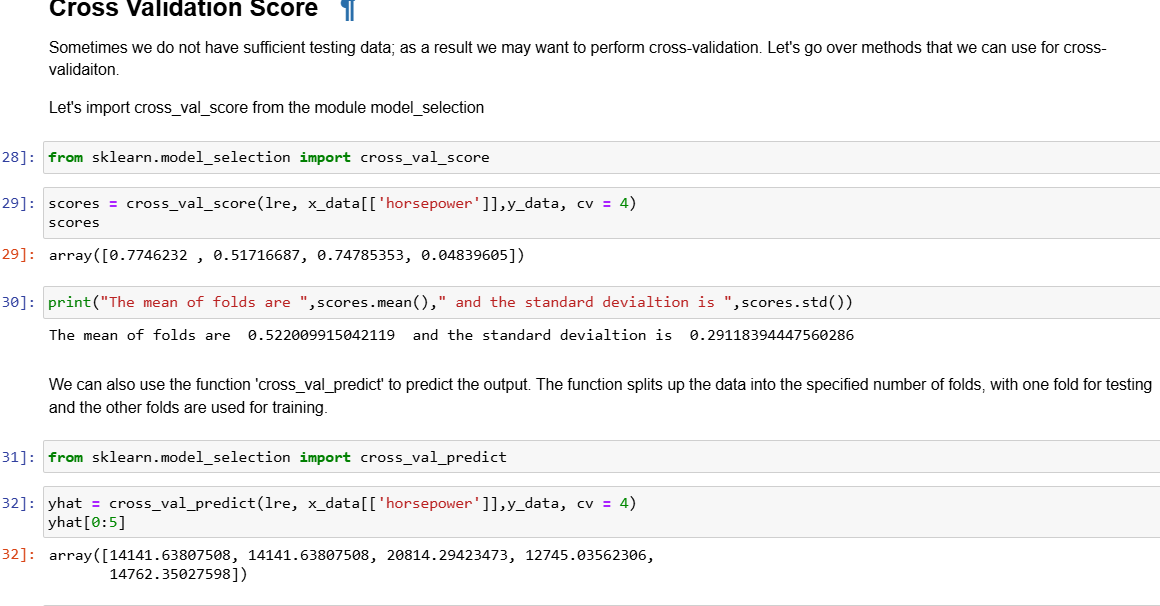 Cross Validation Score ¶
Sometimes we do not have sufficient testing data; as a result we may want to perform cross-validation. Let's go over methods that we can use for cross-
validaiton.
Let's import cross_val_score from the module model_selection
28]: from sklearn.model_selection import cross_val_score
29]: scores = cross_val_score(lre, x_data[['horsepower']],y_data, cv = 4)
scores
29]: array([0.7746232 , 0.51716687, 0.74785353, 0.04839605])
30]: print("The mean of folds are ",scores.mean()," and the standard devialtion is ",scores.std())
The mean of folds are  0.522009915042119  and the standard devialtion is  0.29118394447560286
We can also use the function 'cross_val_predict' to predict the output. The function splits up the data into the specified number of folds, with one fold for testing
and the other folds are used for training.
31]: from sklearn.model_selection import cross_val_predict
32]: yhat = cross_val_predict(lre, x_data[['horsepower']],y_data, cv = 4)
yhat[0:5]
32]: array([14141.63807508, 14141.63807508, 20814.29423473, 12745.03562306,
14762.35027598])